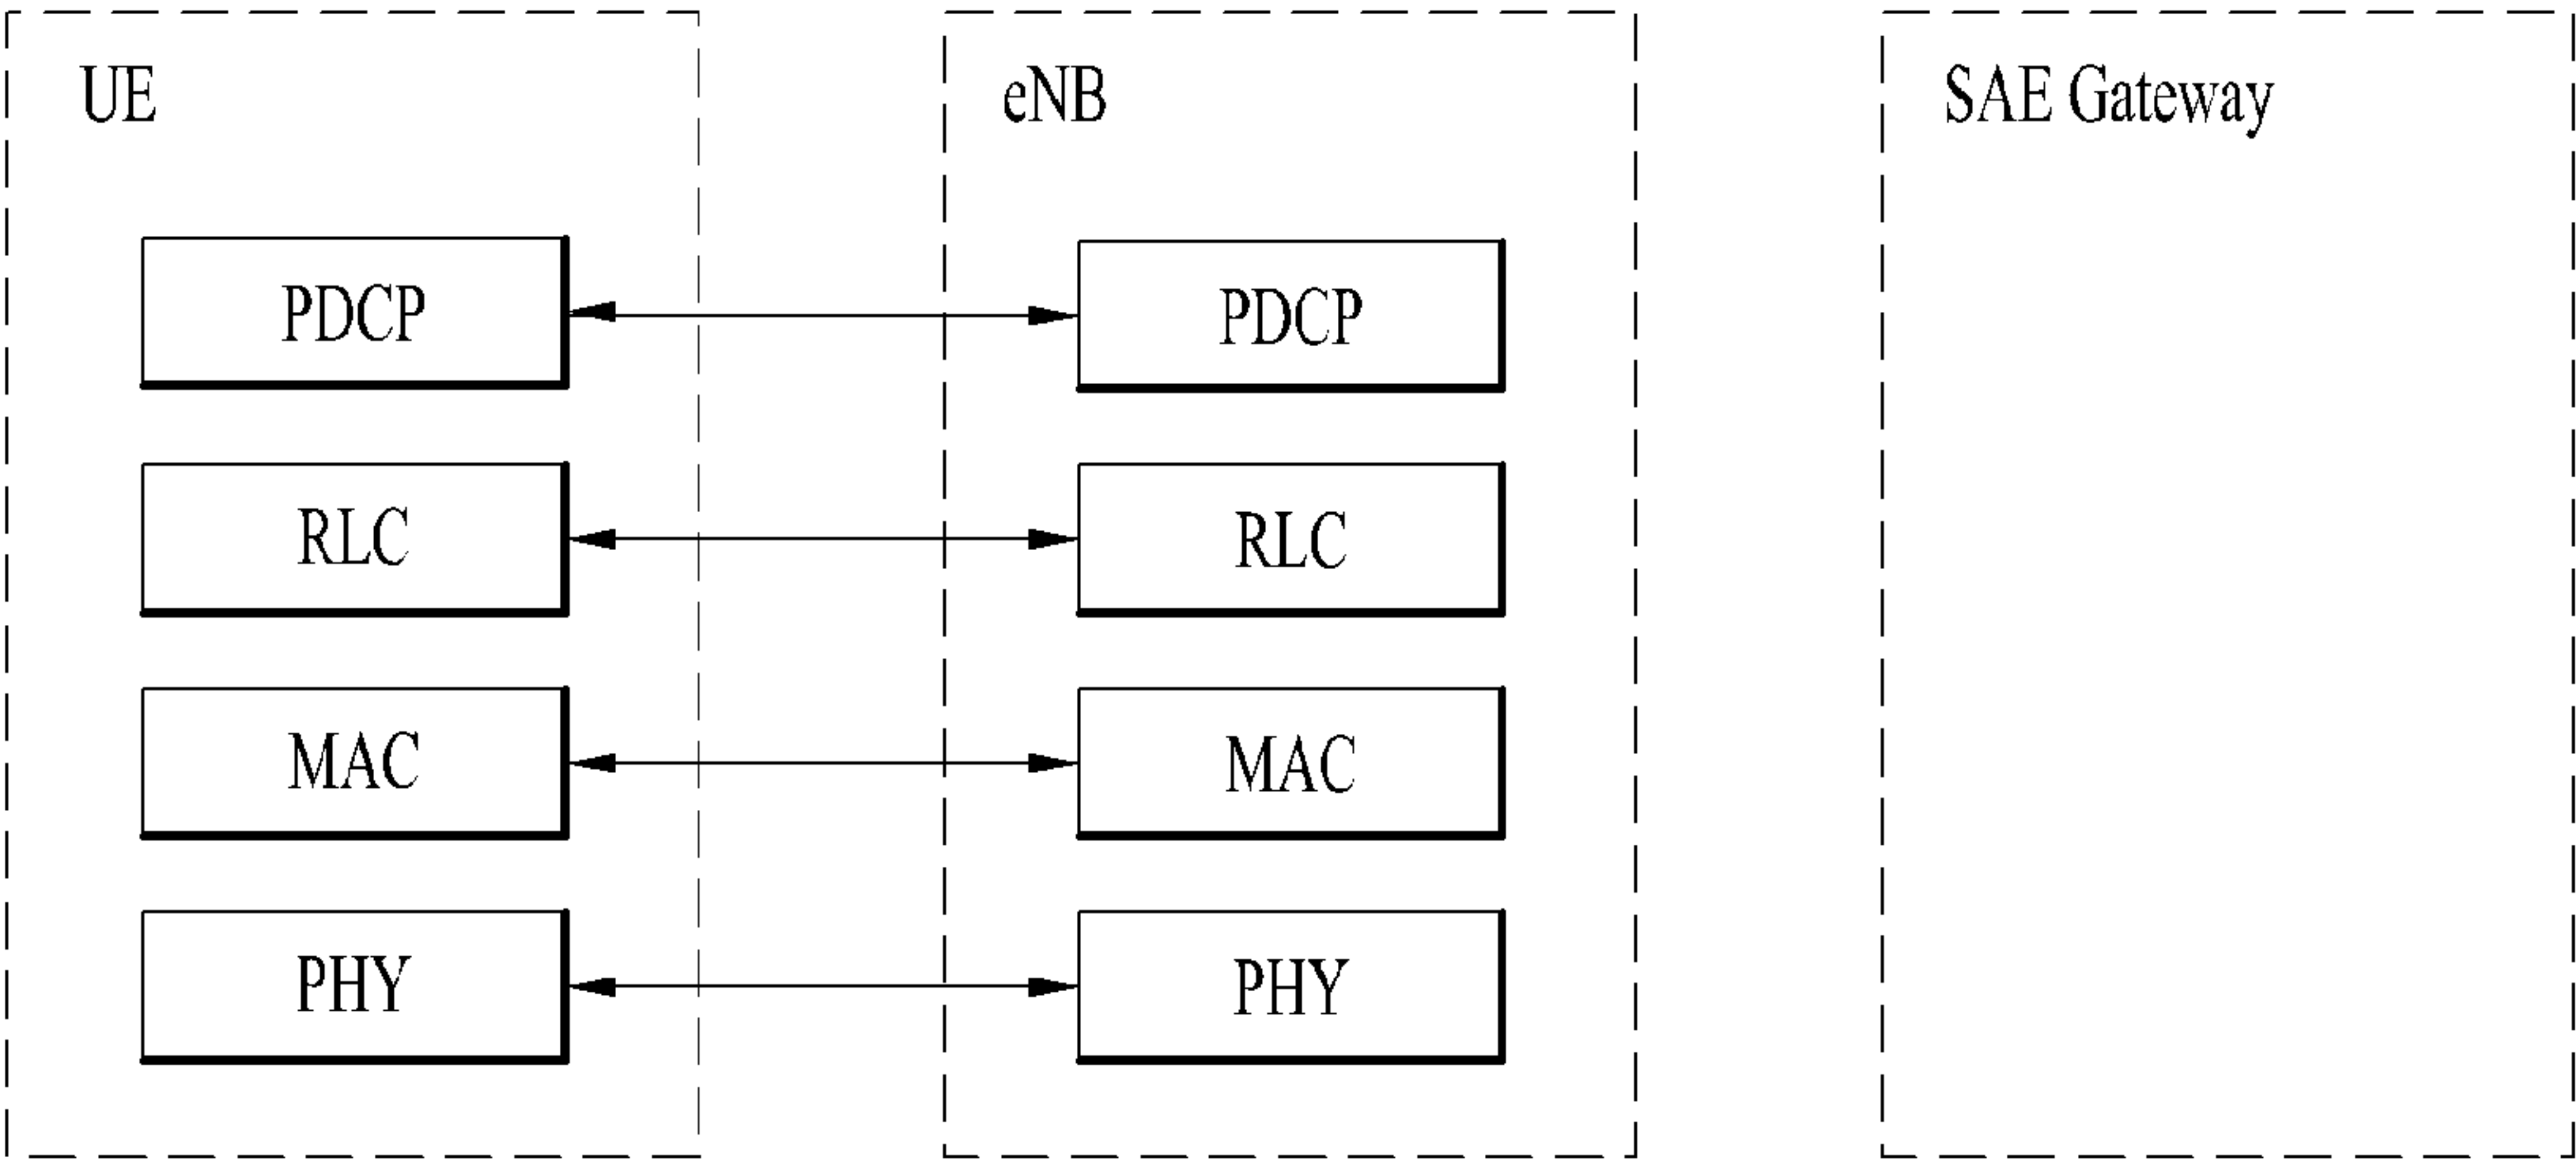 UE
eNB
SAE Gateway
PDCP
PDCP
RLC
RLC
MAC
MAC
PHY
PHY